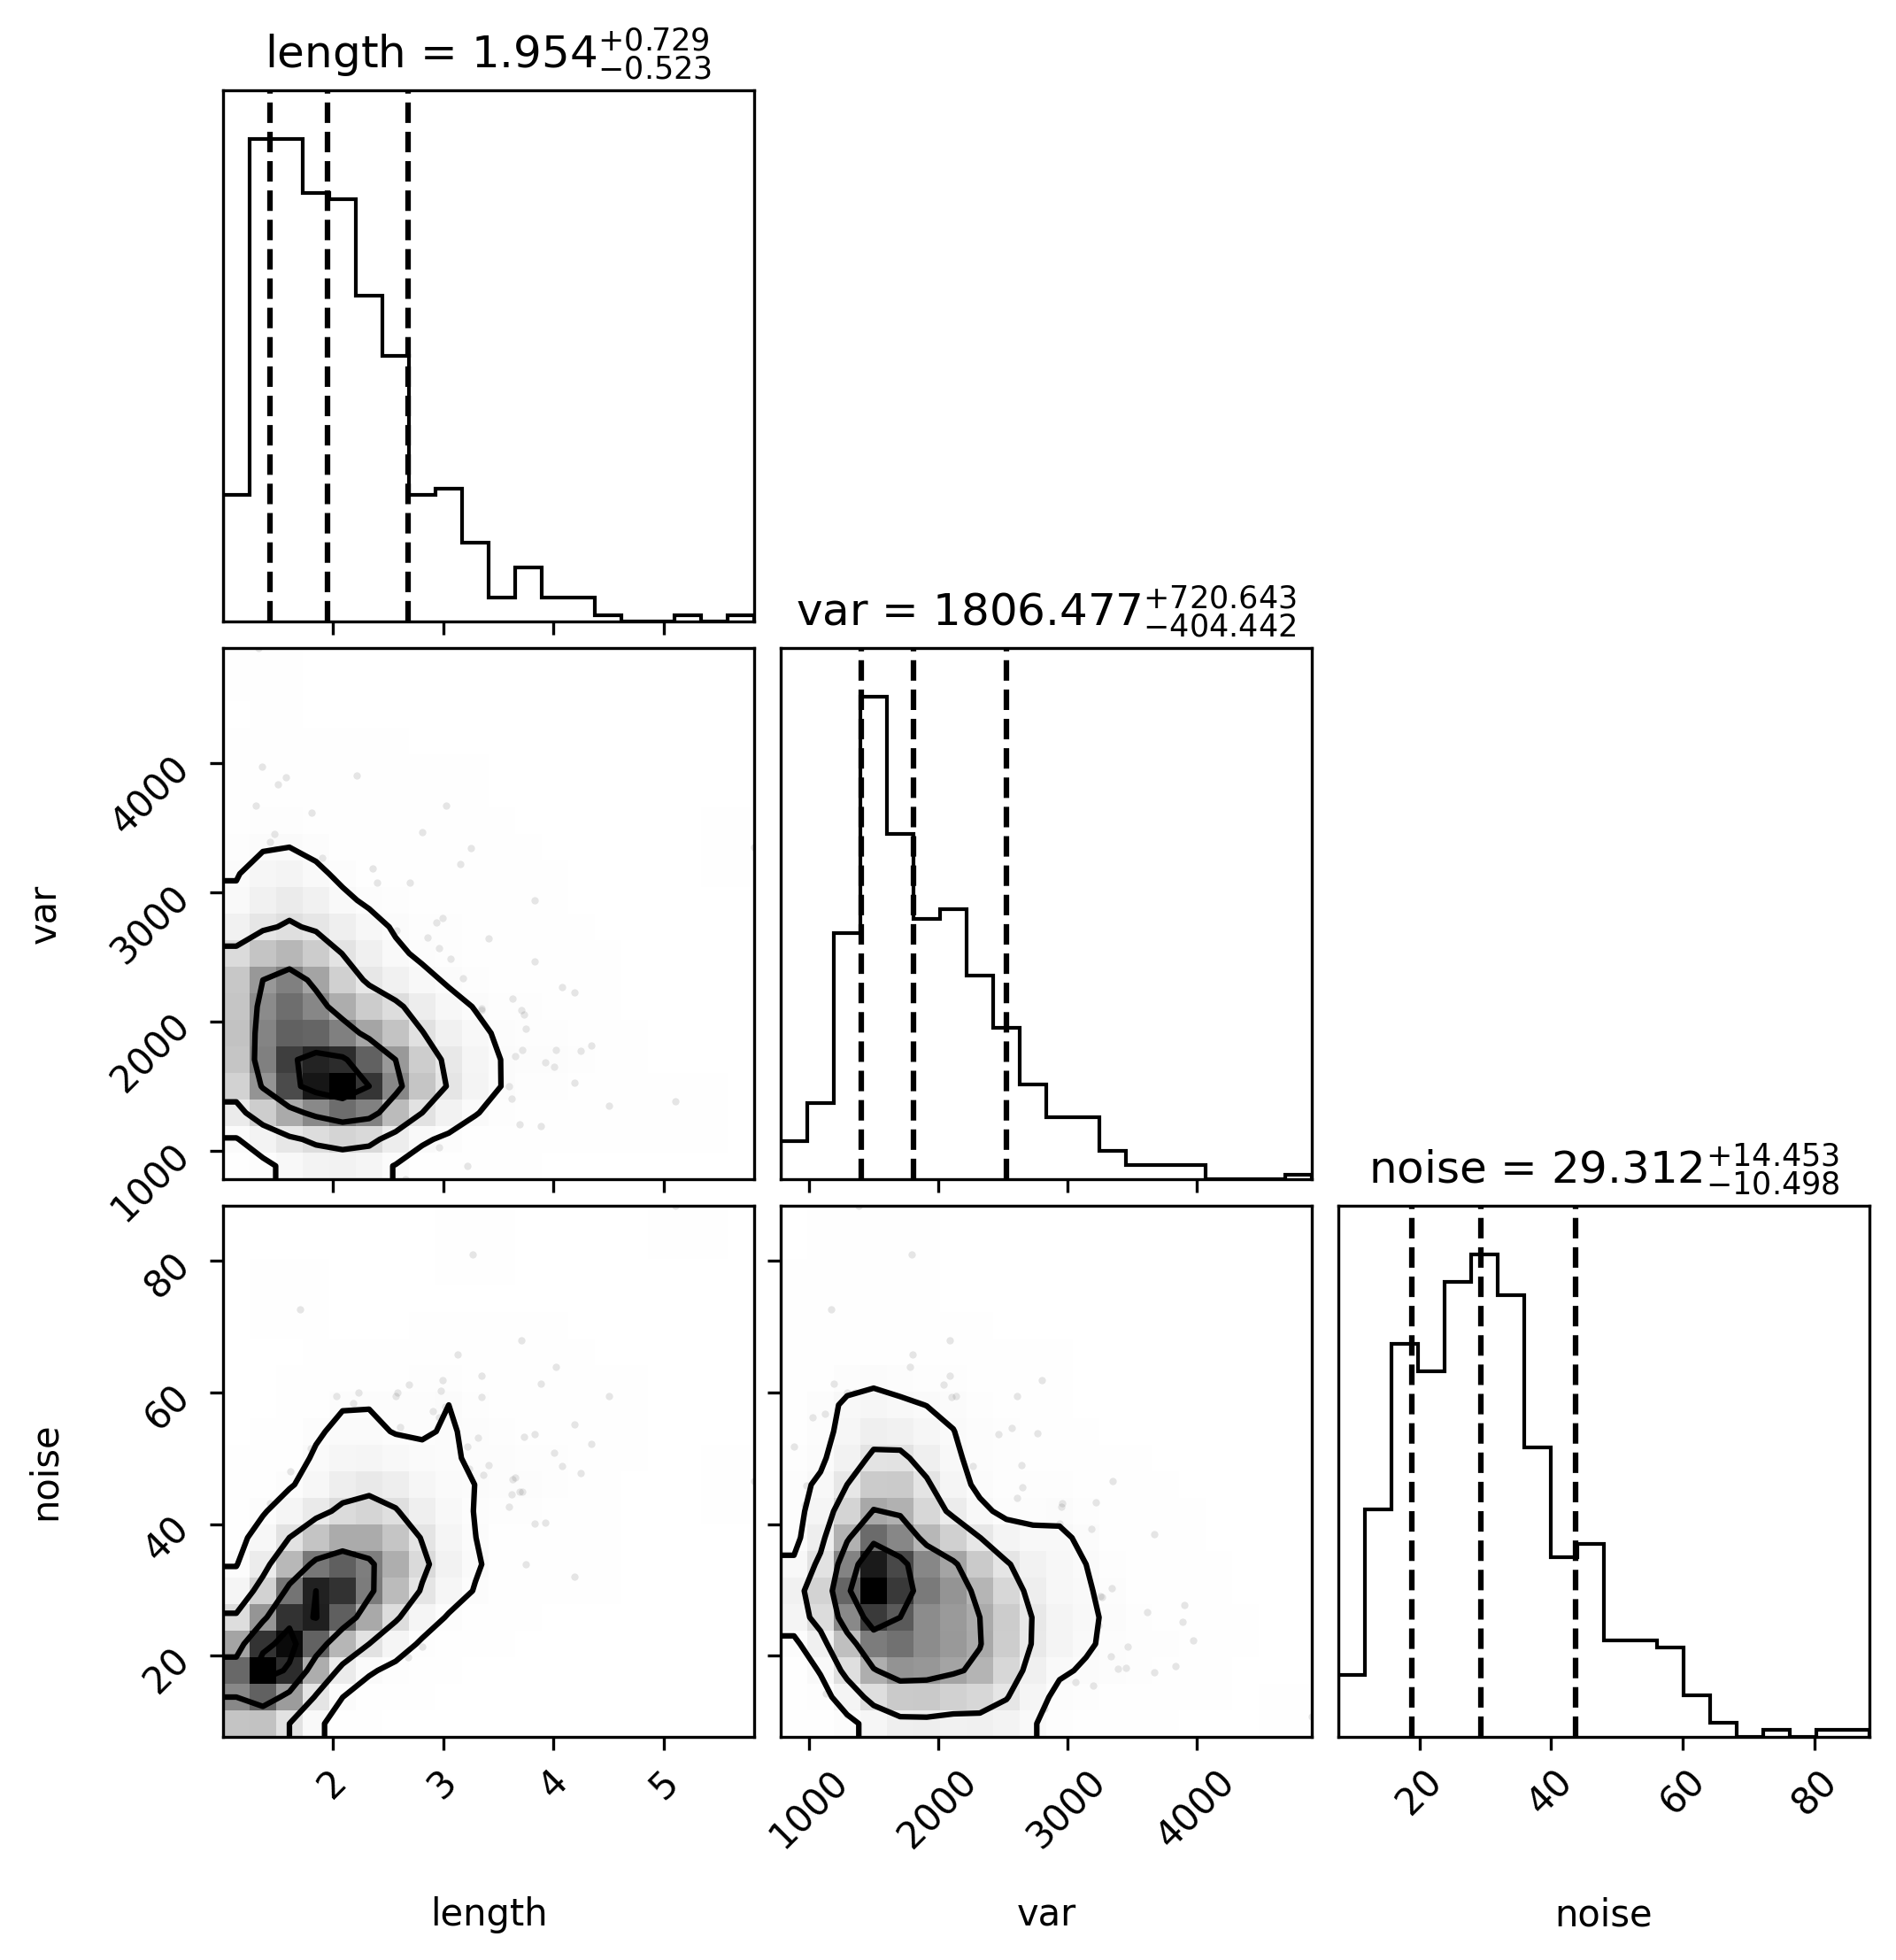 length = 1.954 +0.729 −0.523
var = 1806.477 +720.643 −404.442
4000
3000
2000
1000
var
noise = 29.312 +14.453 −10.498
80
60
40
20
noise
2 3 4 5 1000 2000 3000 4000 20 40 60 80
length var noise